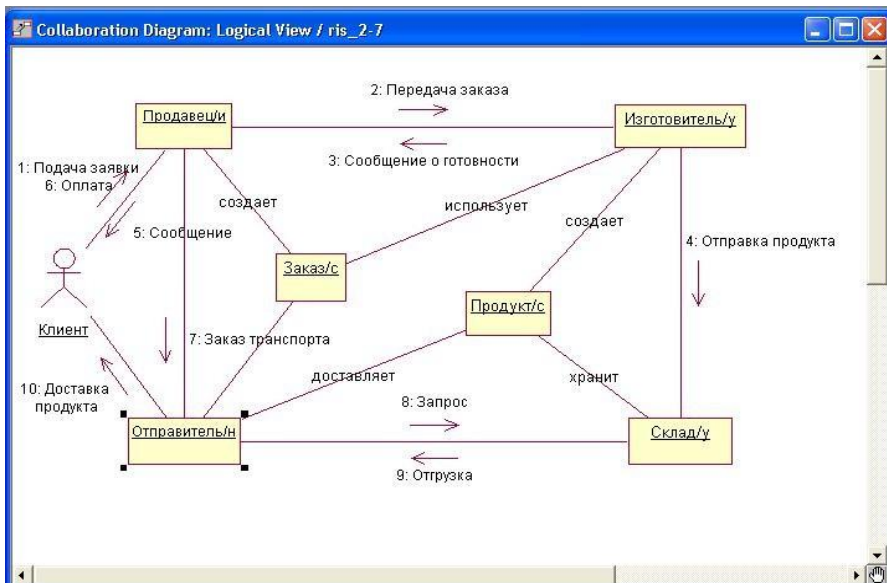 Collaboration Diagram: Logical View / ris_2-7
2: Передача заказа
Продавец/и
Изготовитель/у
3: Сообщение о готовности
1: Подача заявки
6: Оплата
создает
использует
создает
5: Сообщение
4: Отправка продукта
Заказ/с
Продукт/с
Клиент
7: Заказ транспорта
доставляет
хранит
10: Доставка
продукта
8: Запрос
Отправитель/н
Склад/у
9: Отгрузка